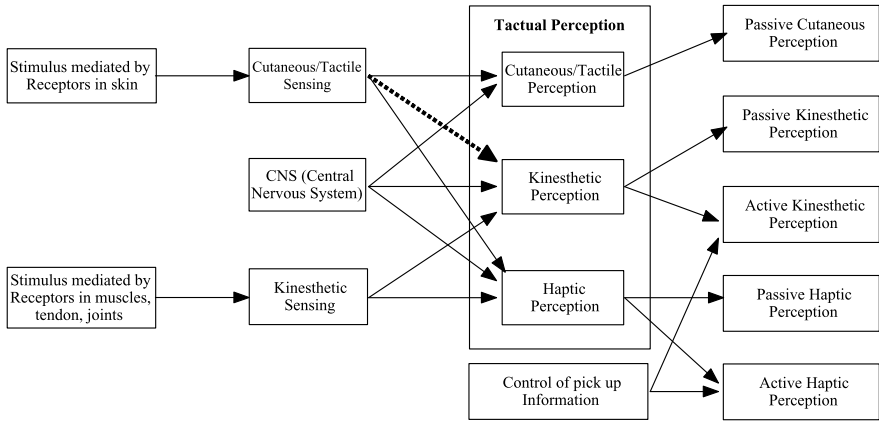 Tactual Perception
Stimulus mediated by
Receptors in skin
Cutaneous/Tactile
Sensing
Cutaneous/Tactile
Perception
Passive Cutaneous
Perception
CNS (Central
Nervous System)
Kinesthetic
Perception
Passive Kinesthetic
Perception
Active Kinesthetic
Perception
Stimulus mediated by
Receptors in muscles,
tendon, joints
Kinesthetic
Sensing
Haptic
Perception
Passive Haptic
Perception
Control of pick up
Information
Active Haptic
Perception